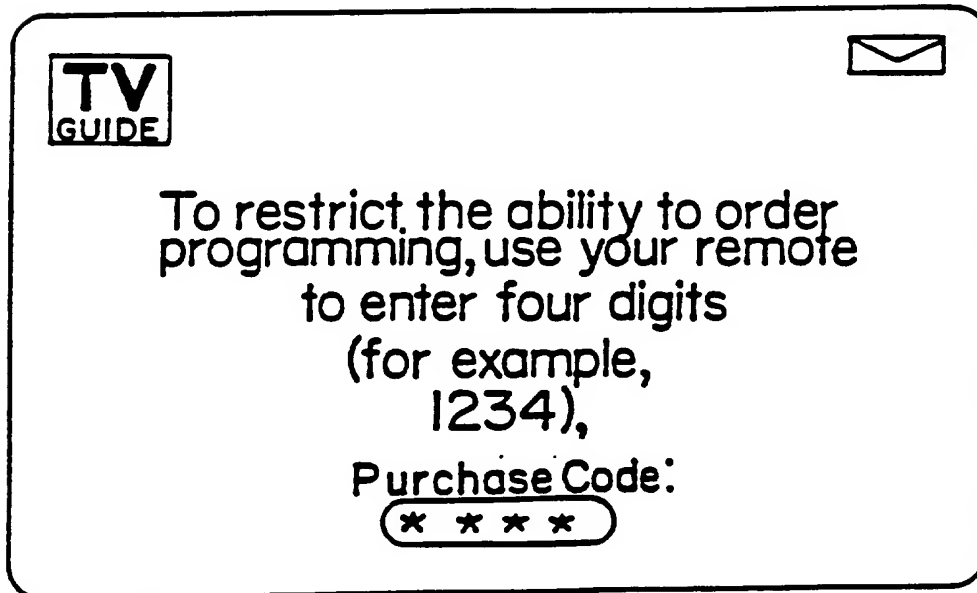 TV
GUIDE
To restrict the ability to order
programming, use your remote
to enter four digits
(for example,
1234),
Purchase Code:
* * * *